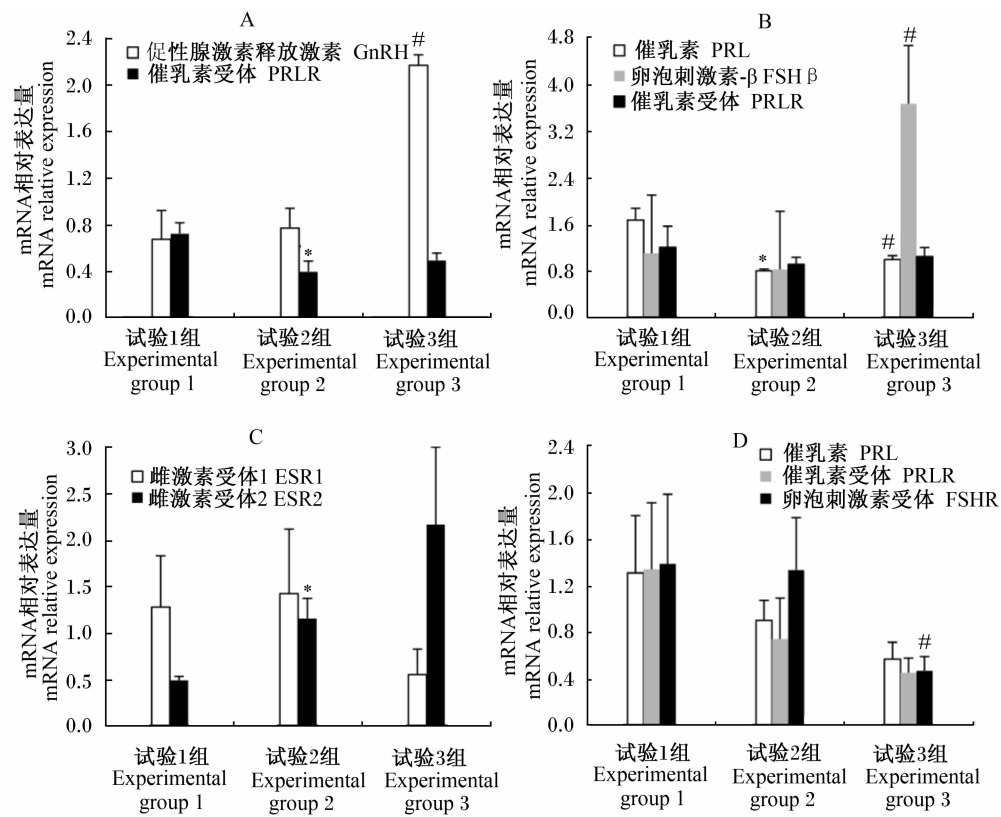 A
2.4
2.0
1.6
1.2
0.8
0.4
0.0
mRNA相对表达量
mRNA relative expression
促性腺激素释放激素 GnRH
催乳素受体 PRLR
#
*
试验1组
Experimental
group 1
试验2组
Experimental
group 2
试验3组
Experimental
group 3
B
4.8
4.0
3.2
2.4
1.6
0.8
0.0
mRNA相对表达量
mRNA relative expression
催乳素 PRL
卵泡刺激素-β FSHβ
催乳素受体 PRLR
#
*
#
试验1组
Experimental
group 1
试验2组
Experimental
group 2
试验3组
Experimental
group 3
C
3.0
2.5
2.0
1.5
1.0
0.5
0.0
mRNA相对表达量
mRNA relative expression
雌激素受体1 ESR1
雌激素受体2 ESR2
*
试验1组
Experimental
group 1
试验2组
Experimental
group 2
试验3组
Experimental
group 3
D
2.4
2.0
1.6
1.2
0.8
0.4
0.0
mRNA相对表达量
mRNA relative expression
催乳素 PRL
催乳素受体 PRLR
卵泡刺激素受体 FSHR
#
试验1组
Experimental
group 1
试验2组
Experimental
group 2
试验3组
Experimental
group 3